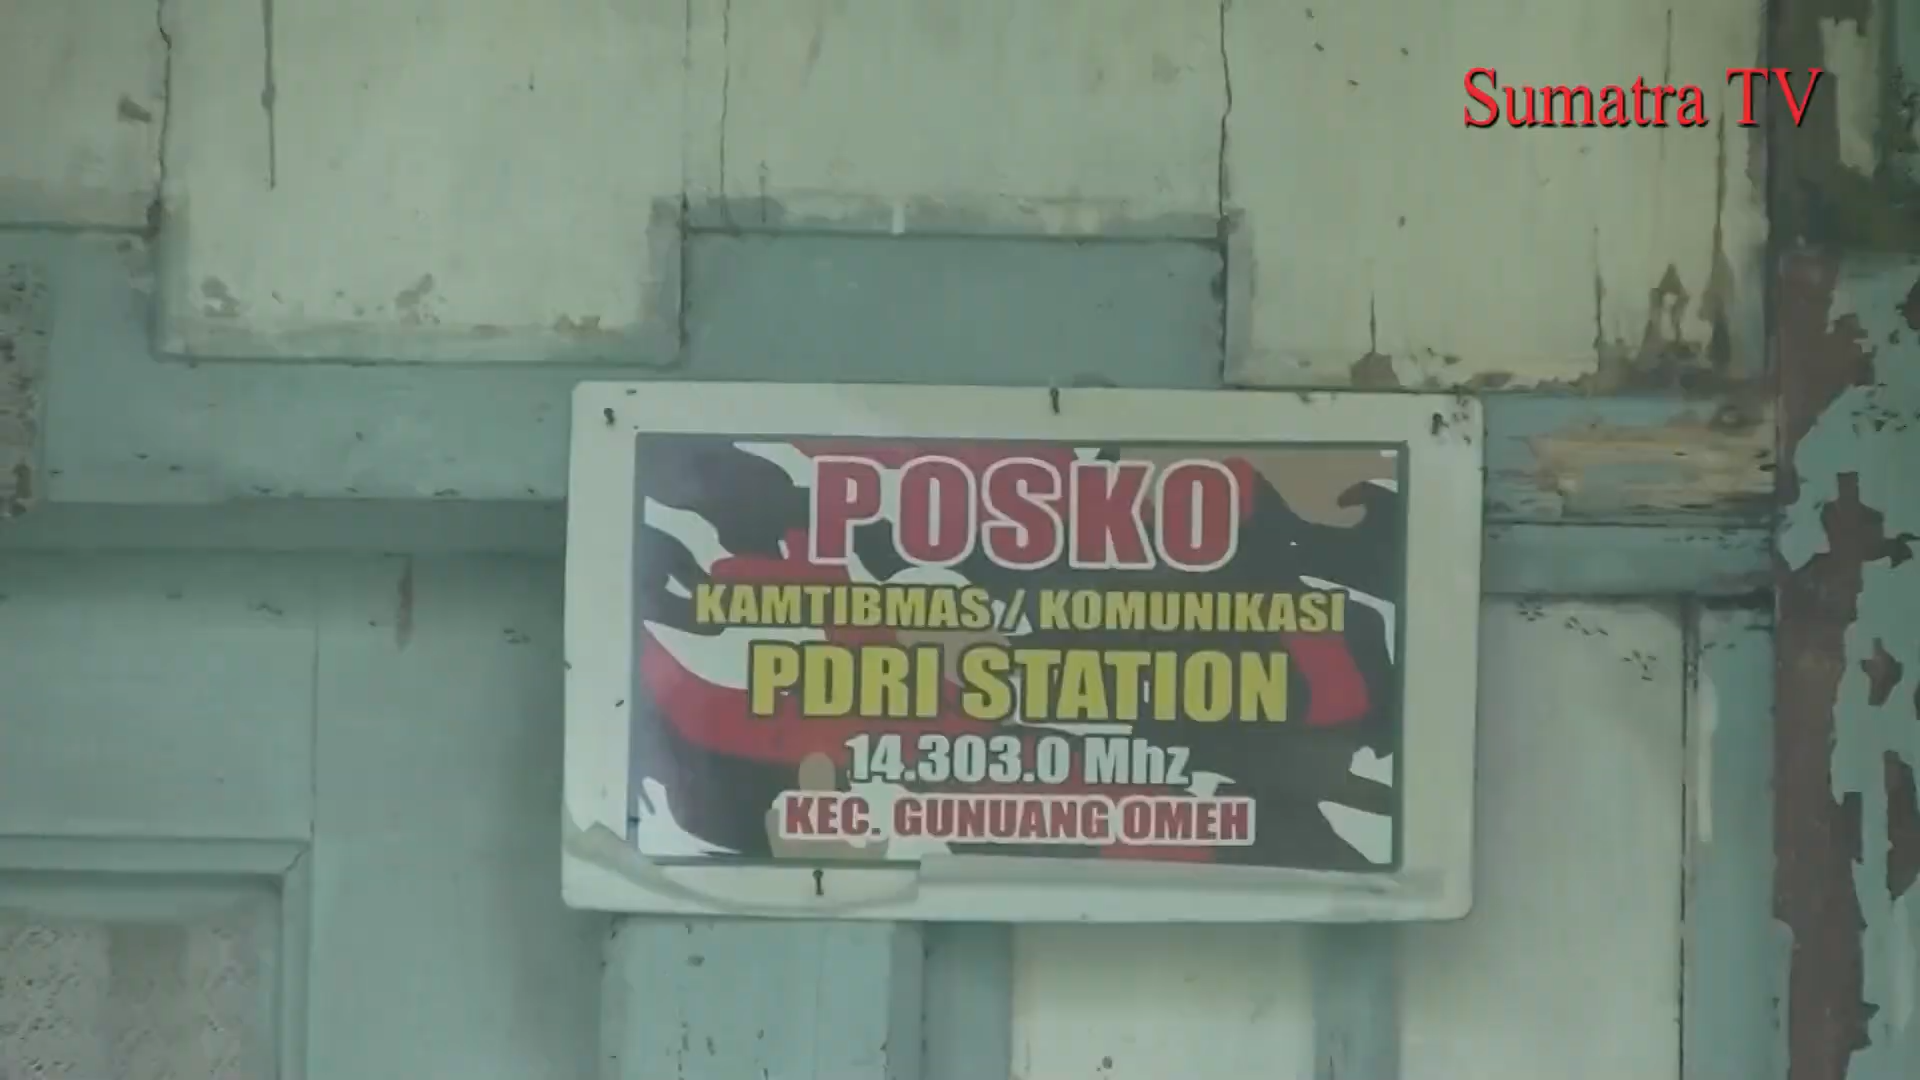 Sumatra TV
POSKO
KAMTIBMAS / KOMUNIKASI
PDRI STATION
14.303.0 Mhz
KEC. GUNUANG OMEH